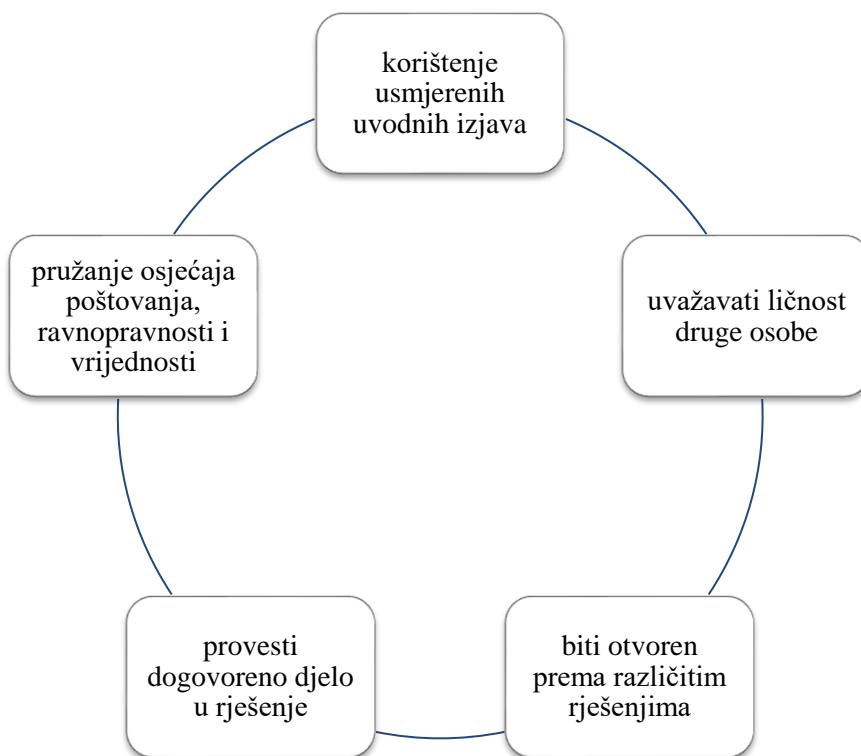 korištenje
usmjerenih
uvodnih izjava
uvažavati ličnost
druge osobe
biti otvoren
prema različitim
rješenjima
provesti
dogovoreno djelo
u rješenje
pružanje osjećaja
poštovanja,
ravnopravnosti i
vrijednosti